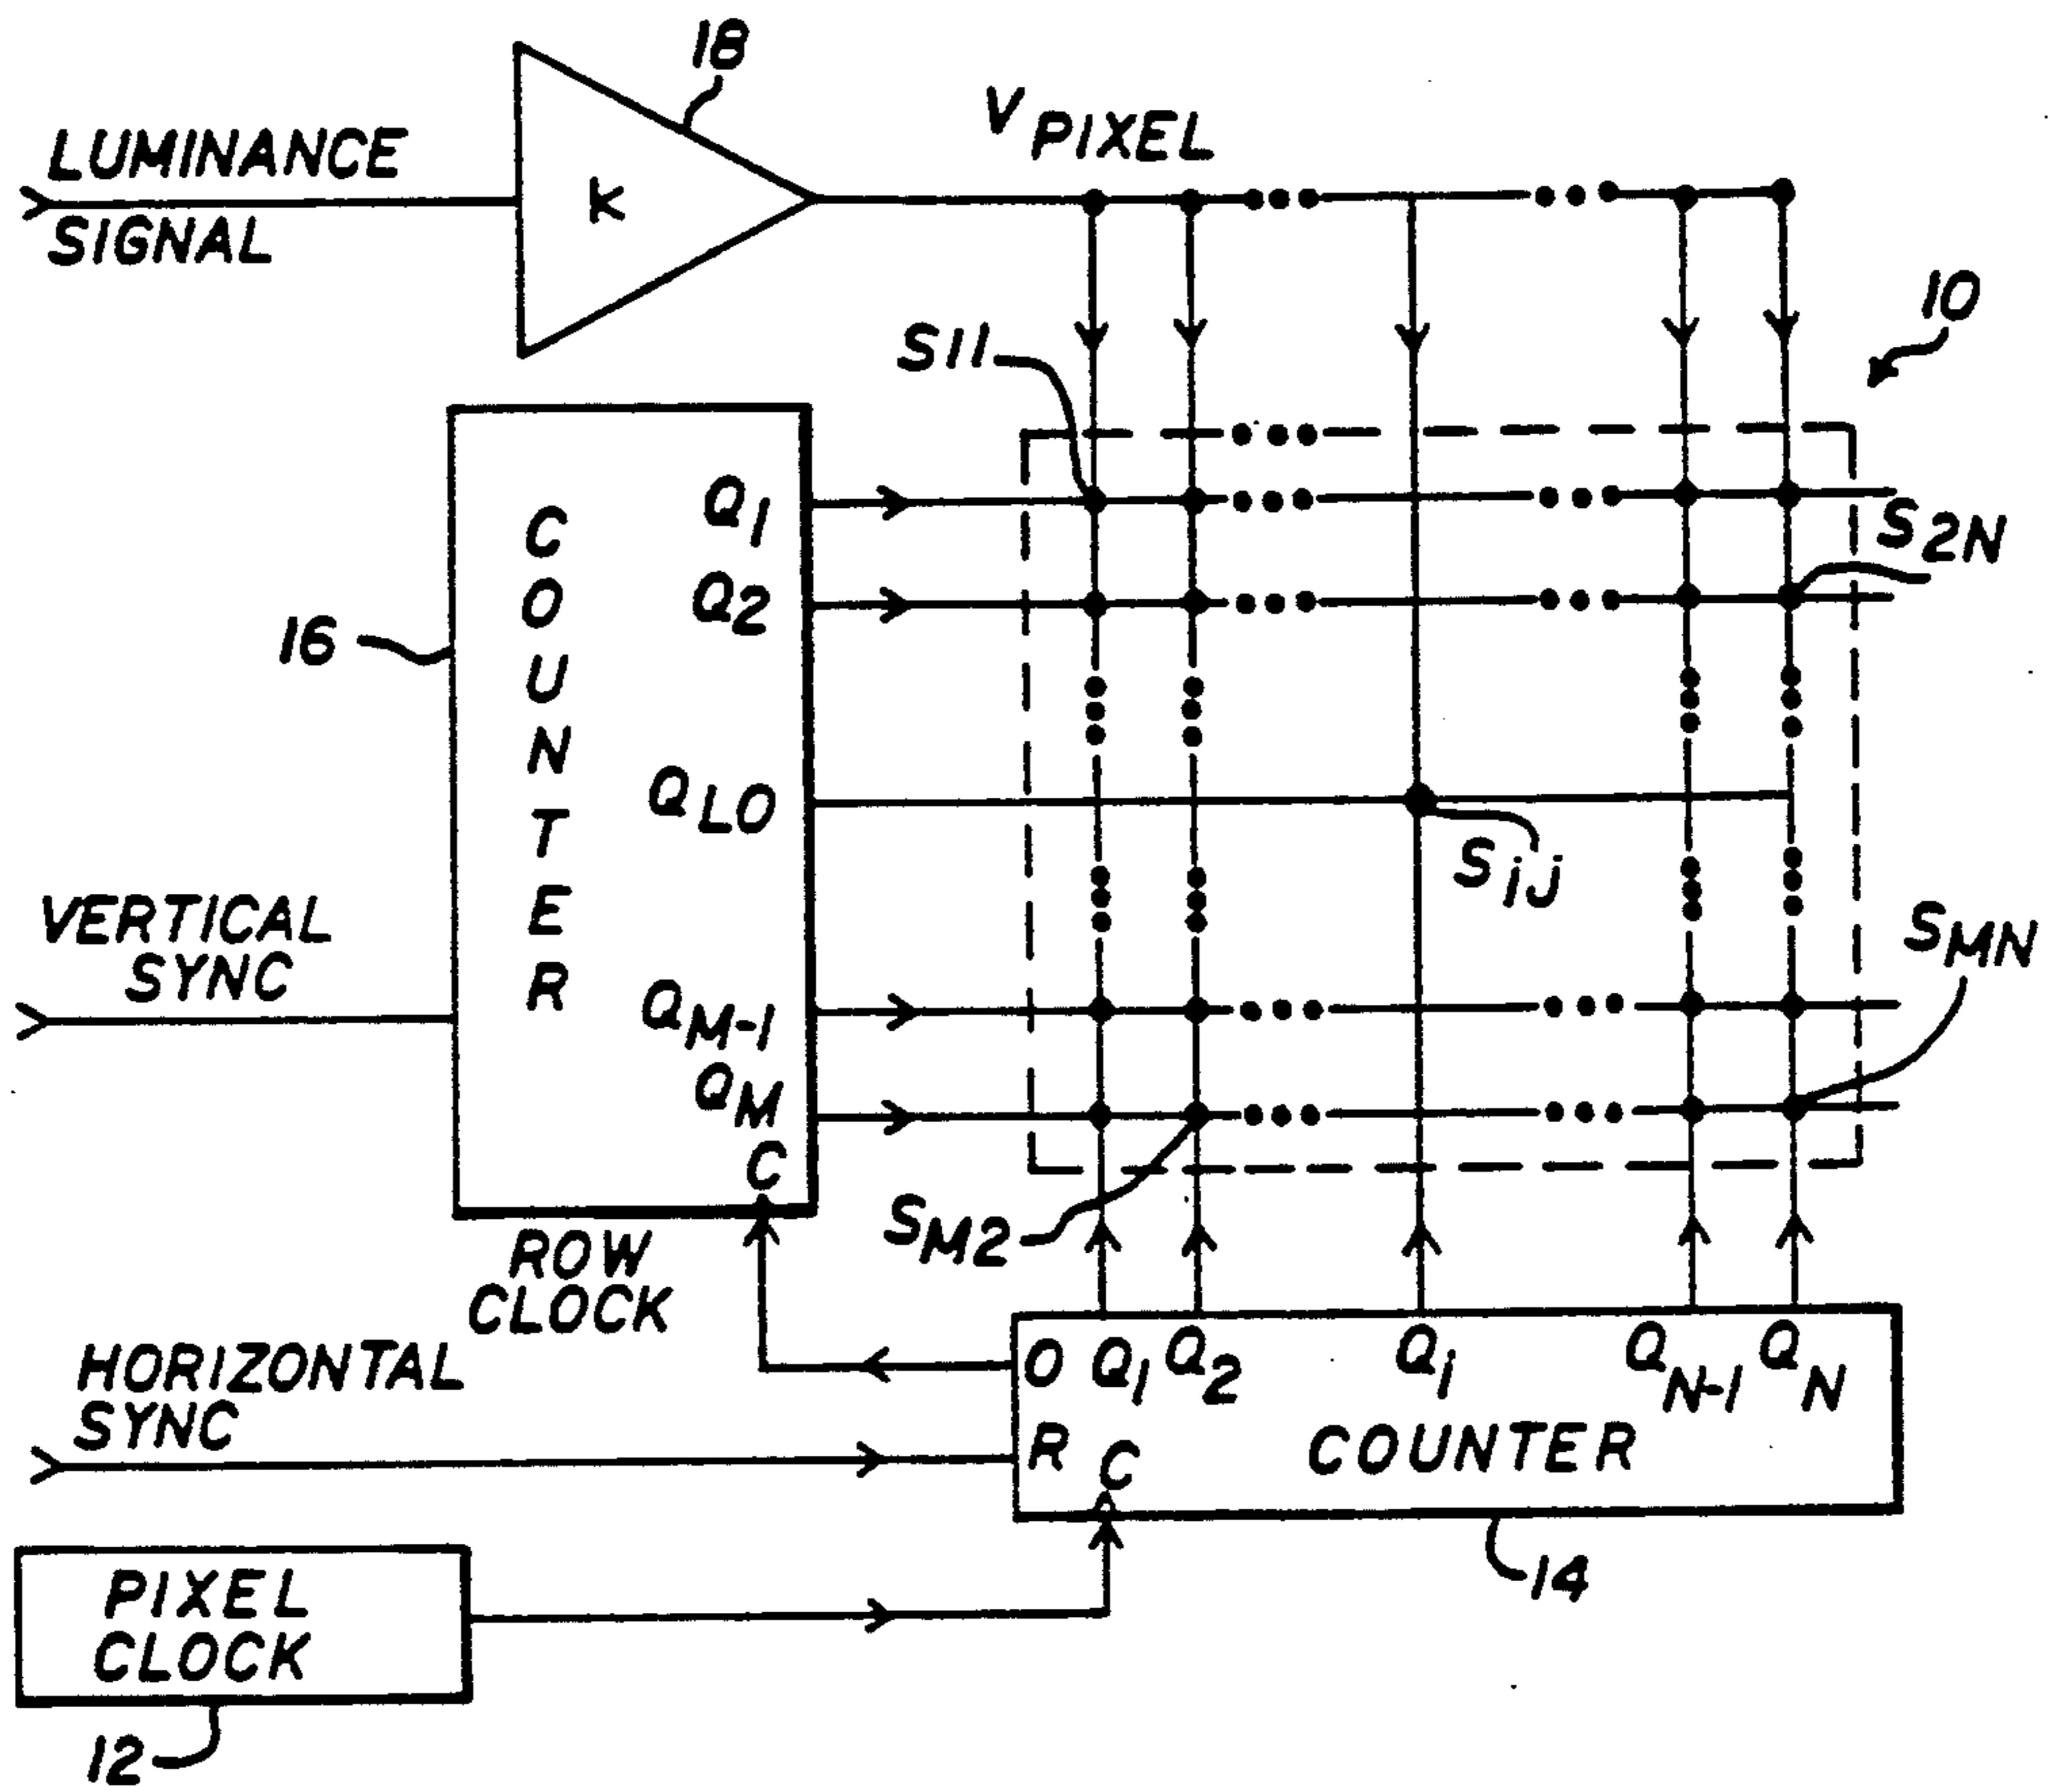 18
V PIXEL
LUMINANCE
SIGNAL
K
10
S11
C
O
U
N
T
E
R
Q1
Q2
QLO
QM-1
QM
C
S2N
16
Sij
SMN
VERTICAL
SYNC
SM2
ROW
CLOCK
HORIZONTAL
SYNC
O Q1 Q2 Qi QN-1 QN
R C COUNTER
14
PIXEL
CLOCK
12